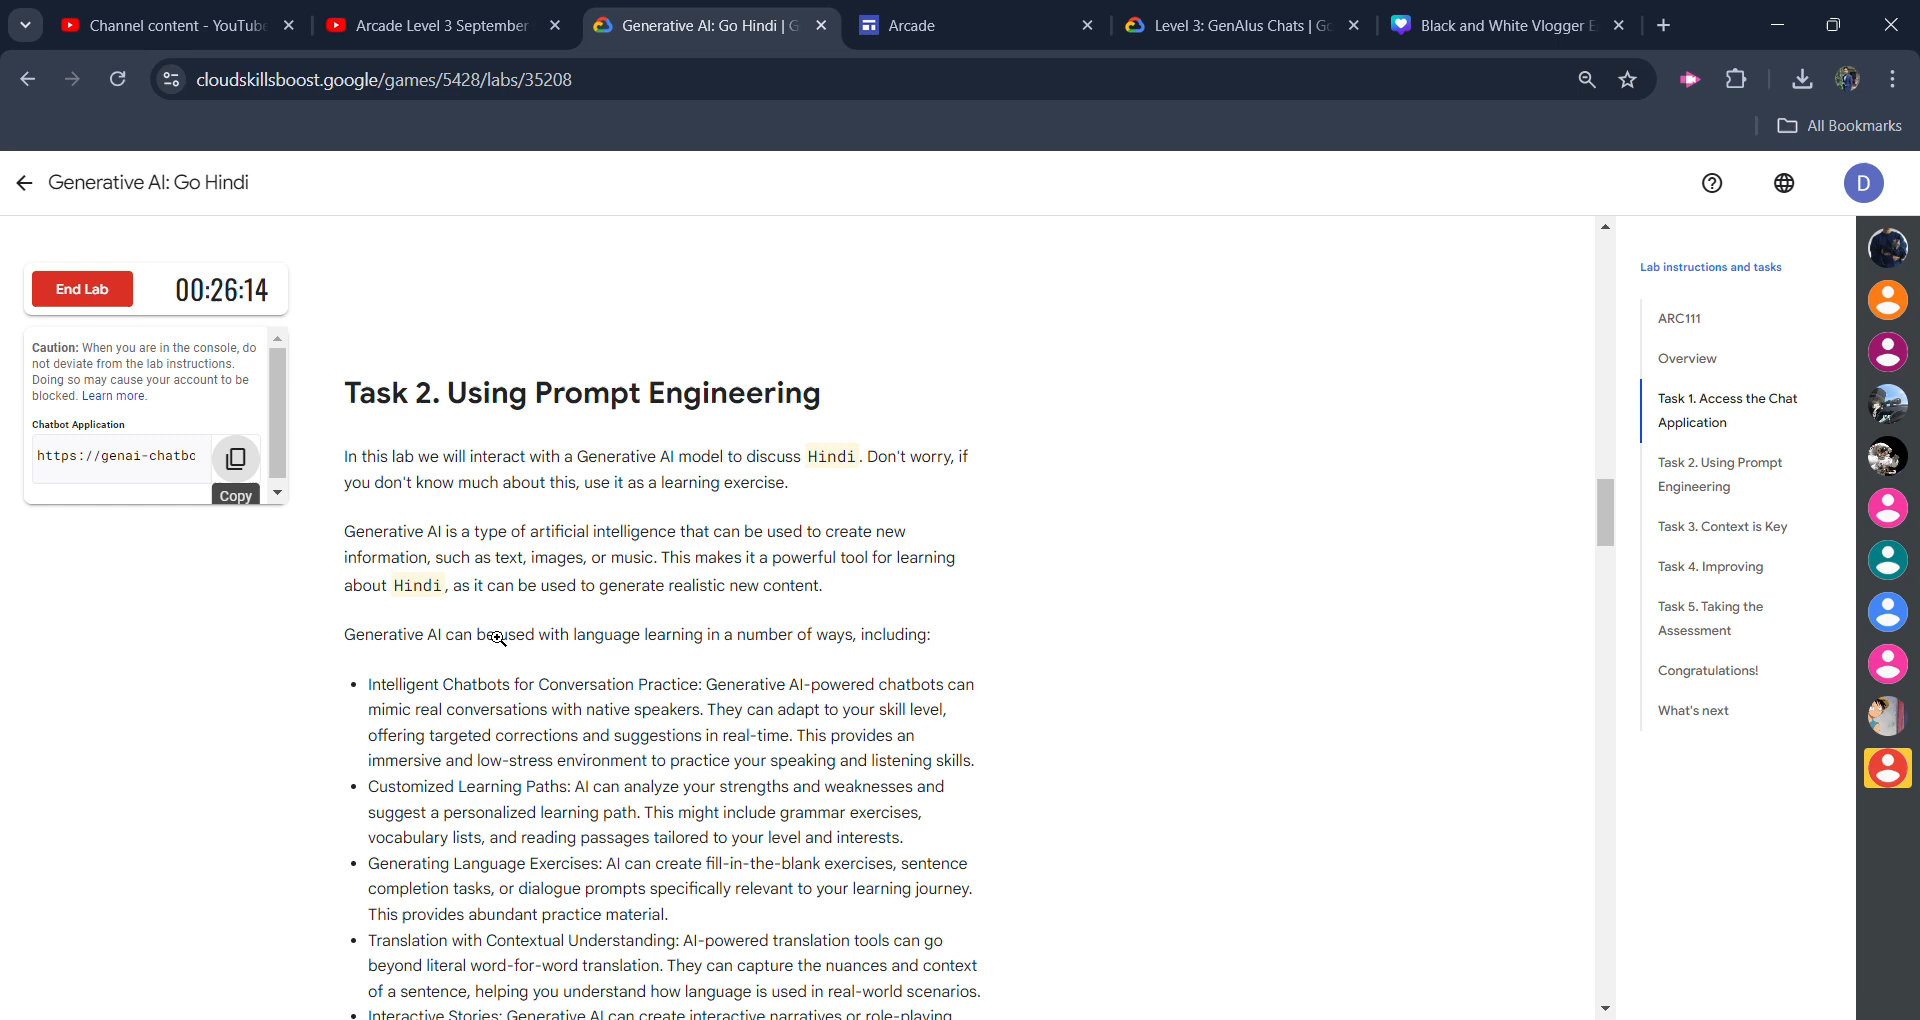 Channel content - YouTube
Arcade Level 3 September
Generative AI: Go Hindi | G
Arcade
Level 3: GenAIus Chats | Go
Black and White Vlogger E
cloudskillsboost.google/games/5428/labs/35208
All Bookmarks
Generative AI: Go Hindi
D
End Lab
00:26:14
Caution: When you are in the console, do
not deviate from the lab instructions.
Doing so may cause your account to be
blocked. Learn more.
Chatbot Application
https://genai-chatbo
Copy
Task 2. Using Prompt Engineering
In this lab we will interact with a Generative AI model to discuss Hindi. Don't worry, if
you don't know much about this, use it as a learning exercise.
Generative AI is a type of artificial intelligence that can be used to create new
information, such as text, images, or music. This makes it a powerful tool for learning
about Hindi, as it can be used to generate realistic new content.
Generative AI can be used with language learning in a number of ways, including:
• Intelligent Chatbots for Conversation Practice: Generative AI-powered chatbots can
mimic real conversations with native speakers. They can adapt to your skill level,
offering targeted corrections and suggestions in real-time. This provides an
immersive and low-stress environment to practice your speaking and listening skills.
• Customized Learning Paths: AI can analyze your strengths and weaknesses and
suggest a personalized learning path. This might include grammar exercises,
vocabulary lists, and reading passages tailored to your level and interests.
• Generating Language Exercises: AI can create fill-in-the-blank exercises, sentence
completion tasks, or dialogue prompts specifically relevant to your learning journey.
This provides abundant practice material.
• Translation with Contextual Understanding: AI-powered translation tools can go
beyond literal word-for-word translation. They can capture the nuances and context
of a sentence, helping you understand how language is used in real-world scenarios.
• Interactive Stories: Generative AI can create interactive narratives or role-playing
Lab instructions and tasks
ARC111
Overview
Task 1. Access the Chat
Application
Task 2. Using Prompt
Engineering
Task 3. Context is Key
Task 4. Improving
Task 5. Taking the
Assessment
Congratulations!
What's next